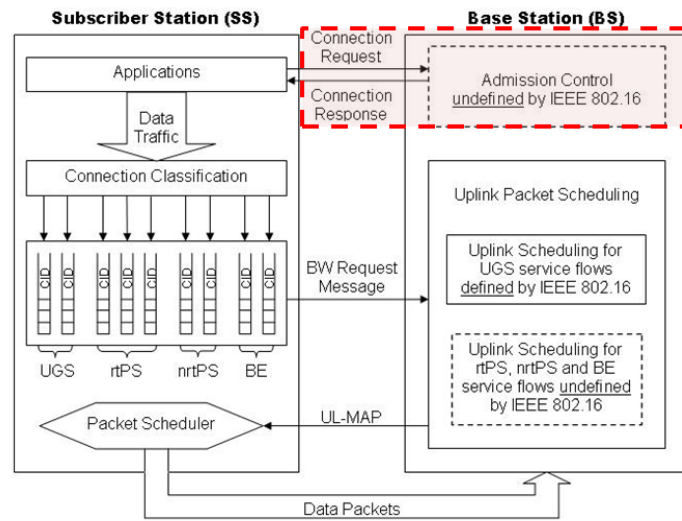 Subscriber Station (SS)
Base Station (BS)
Connection
Request
Applications
Admission Control
undefined by IEEE 802.16
Connection
Response
Data
Traffic
Connection Classification
Uplink Packet Scheduling
CID CID CID CID CID CID CID CID CID
BW Request
Message
Uplink Scheduling for
UGS service flows
defined by IEEE 802.16
Uplink Scheduling for
rtPS, nrtPS and BE
service flows undefined
by IEEE 802.16
UGS rtPS nrtPS BE
Packet Scheduler
UL-MAP
Data Packets